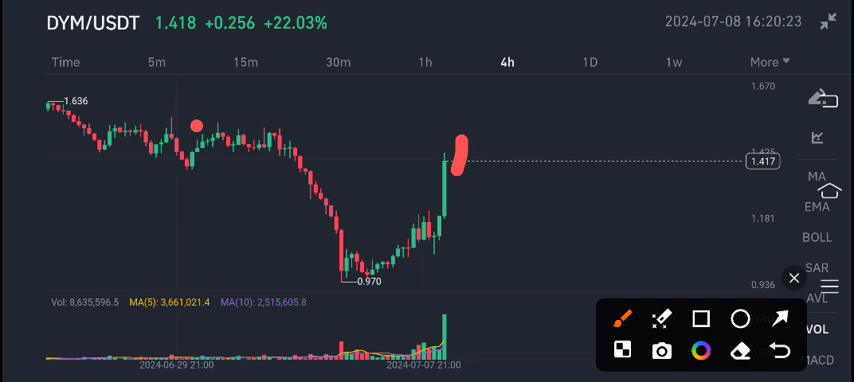 DYM/USDT 1.418 +0.256 +22.03% 2024-07-08 16:20:23
Time 5m 15m 30m 1h 4h 1D 1w More
1.636
1.670
1.425
1.417
MA
EMA
1.181
BOLL
SAR
0.970
0.936
AVL
Vol: 8,635,596.5 MA(5): 3,661,021.4 MA(10): 2,515,605.8
VOL
MACD
2024-06-29 21:00 2024-07-07 21:00